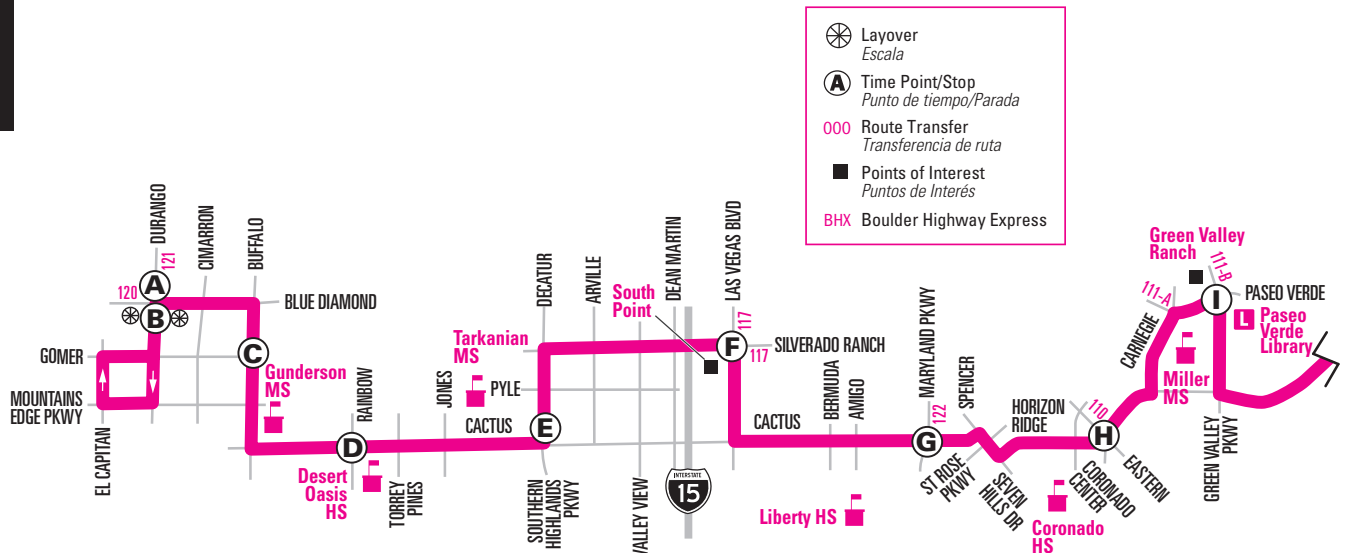 Layover
Escala
A Time Point/Stop
Punto de tiempo/Parada
000 Route Transfer
Transferencia de ruta
Points of Interest
Puntos de Interés
BHX Boulder Highway Express
DURANGO
121
120
A
B
CIMARRON
BUFFALO
BLUE DIAMOND
GOMER
MOUNTAINS
EDGE PKWY
EL CAPITAN
C
Gunderson
MS
RAINBOW
D
Desert
Oasis
HS
TORREY
PINES
JONES
Tarkanian
MS
PYLE
CACTUS
DECATUR
E
SOUTHERN
HIGHLANDS
PKWY
ARVILLE
VALLEY VIEW
DEAN MARTIN
South
Point
INTERSTATE
15
LAS VEGAS BLVD
117
F
117
SILVERADO RANCH
CACTUS
BERMUDA
AMIGO
Liberty HS
MARYLAND PKWY
122
G
SPENCER
ST ROSE
PKWY
HORIZON
RIDGE
SEVEN
HILLS DR
110
H
CORONADO
CENTER
EASTERN
Coronado
HS
CARNEGIE
111-A
Miller
MS
Green Valley
Ranch
111-B
I
PASEO VERDE
L Paseo
Verde
Library
GREEN VALLEY
PKWY